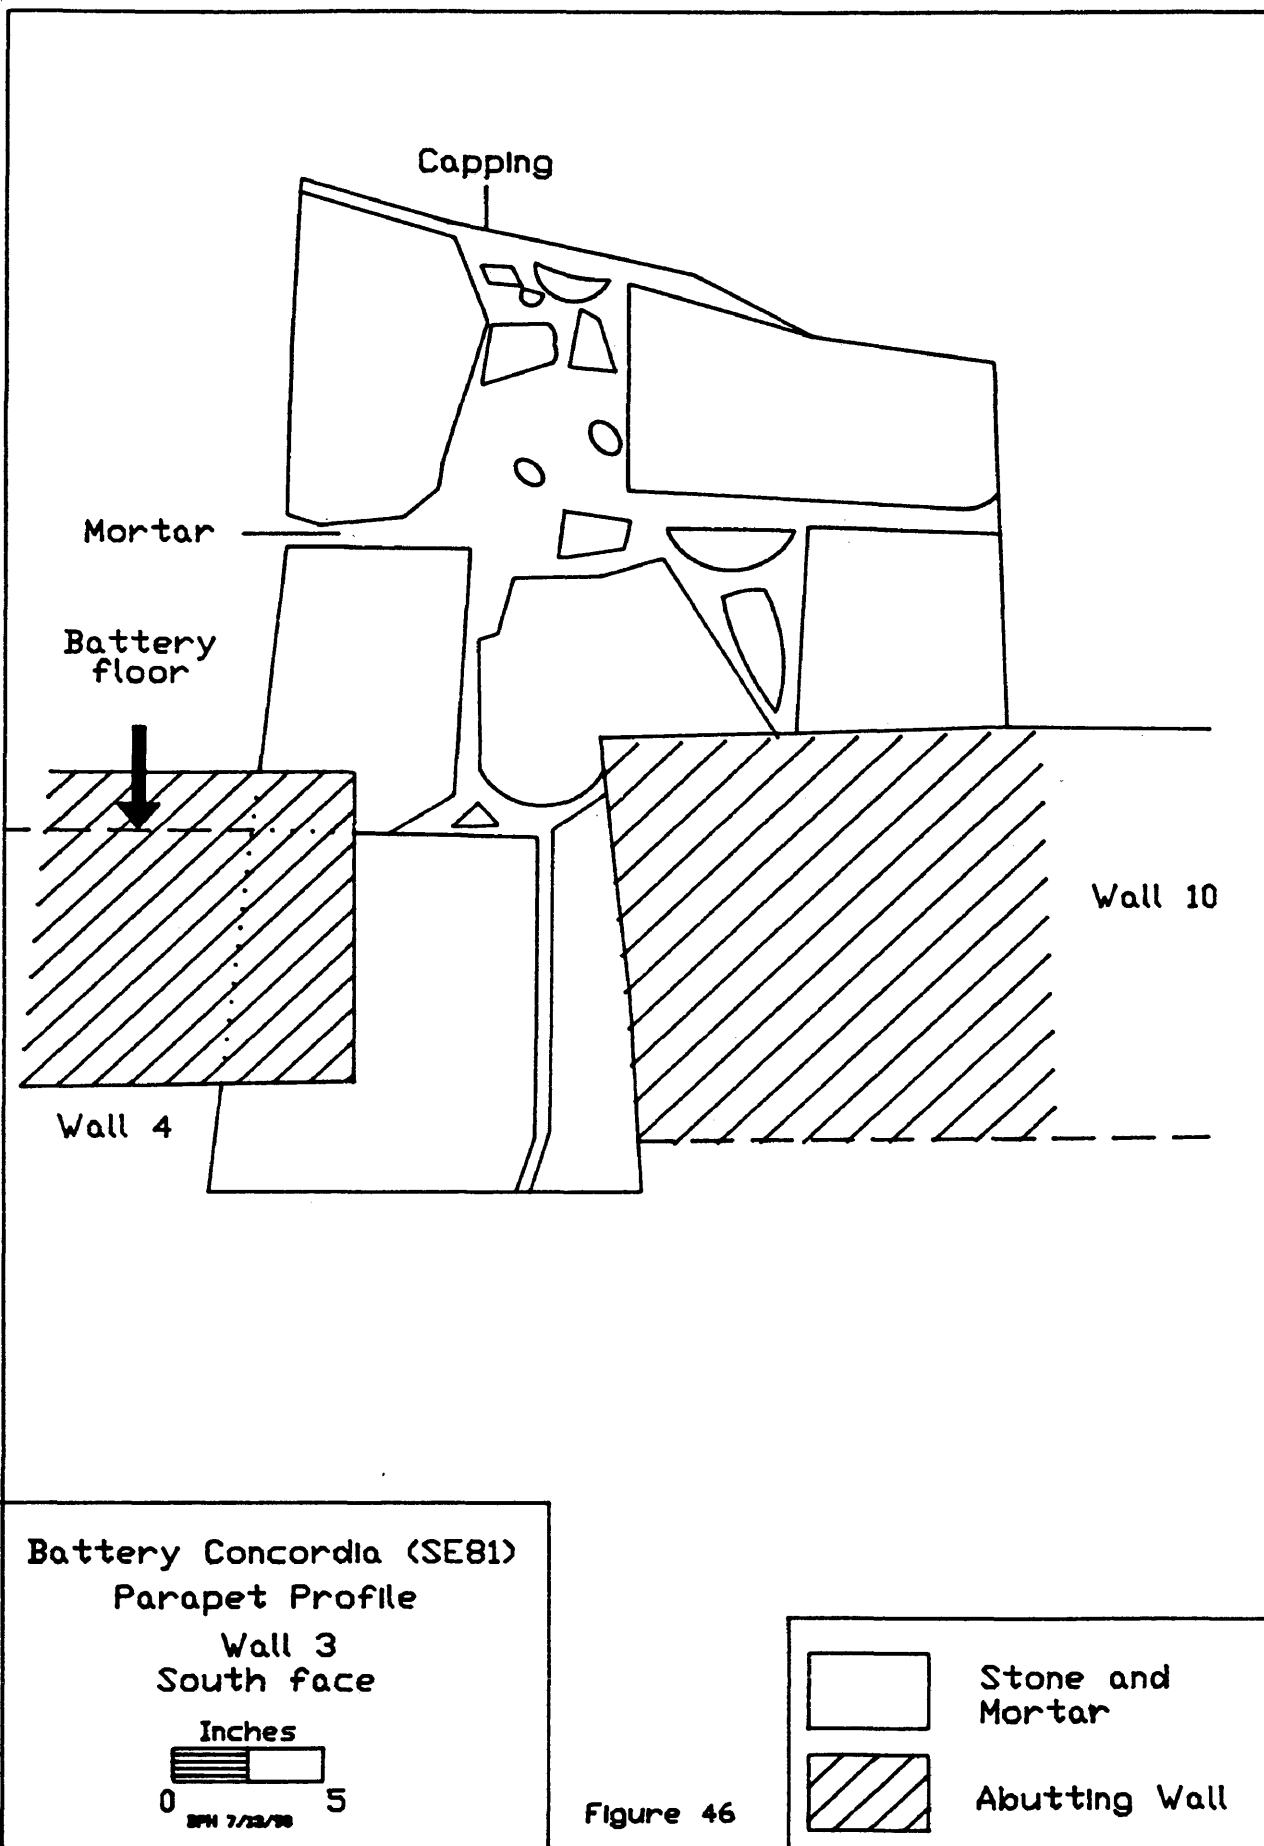 Capping
Mortar
Battery
floor
Wall 10
Wall 4
Battery Concordia (SE81)
Parapet Profile
Wall 3
South face
Inches
0 5
Figure 46
Stone and
Mortar
Abutting Wall